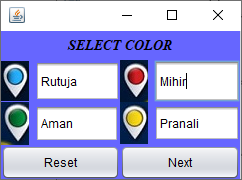 SELECT COLOR
Rutuja Mihir
Aman Pranali
Reset Next